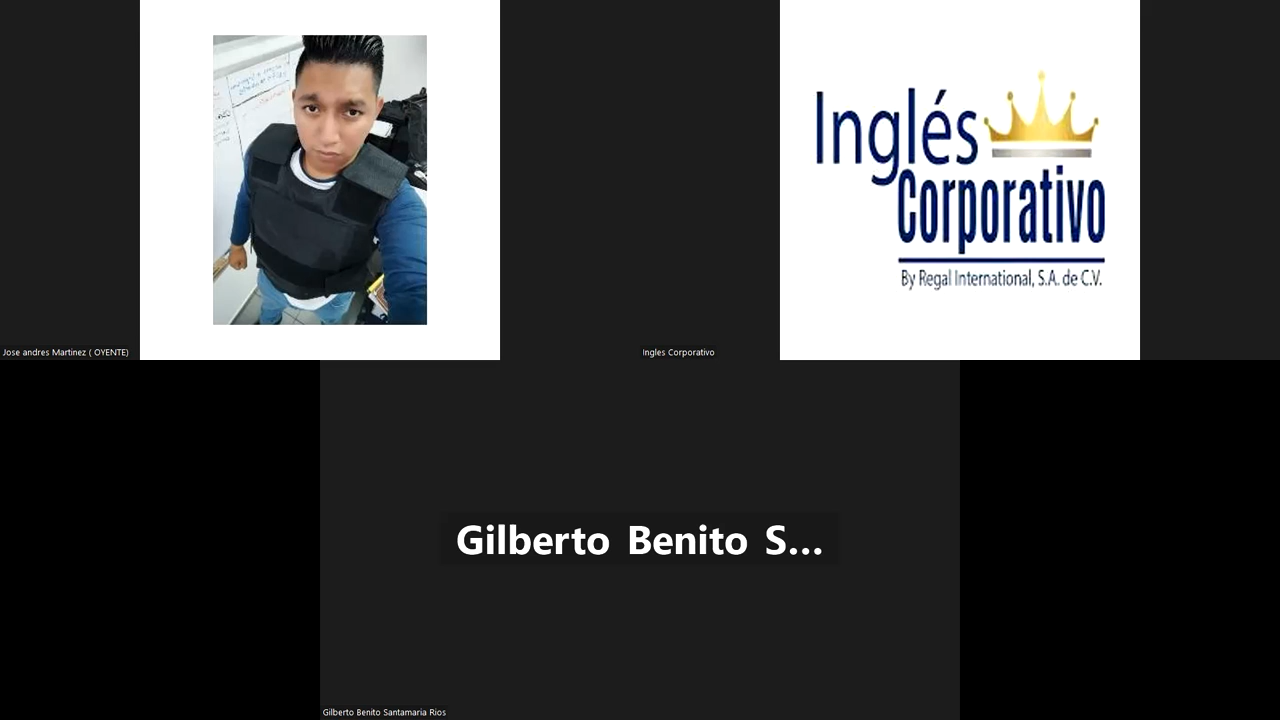 Inglés
Corporativo
By Regal International, S.A. de C.V.
Jose andres Martinez ( OYENTE)
Ingles Corporativo
Gilberto Benito S...
Gilberto Benito Santamaria Rios